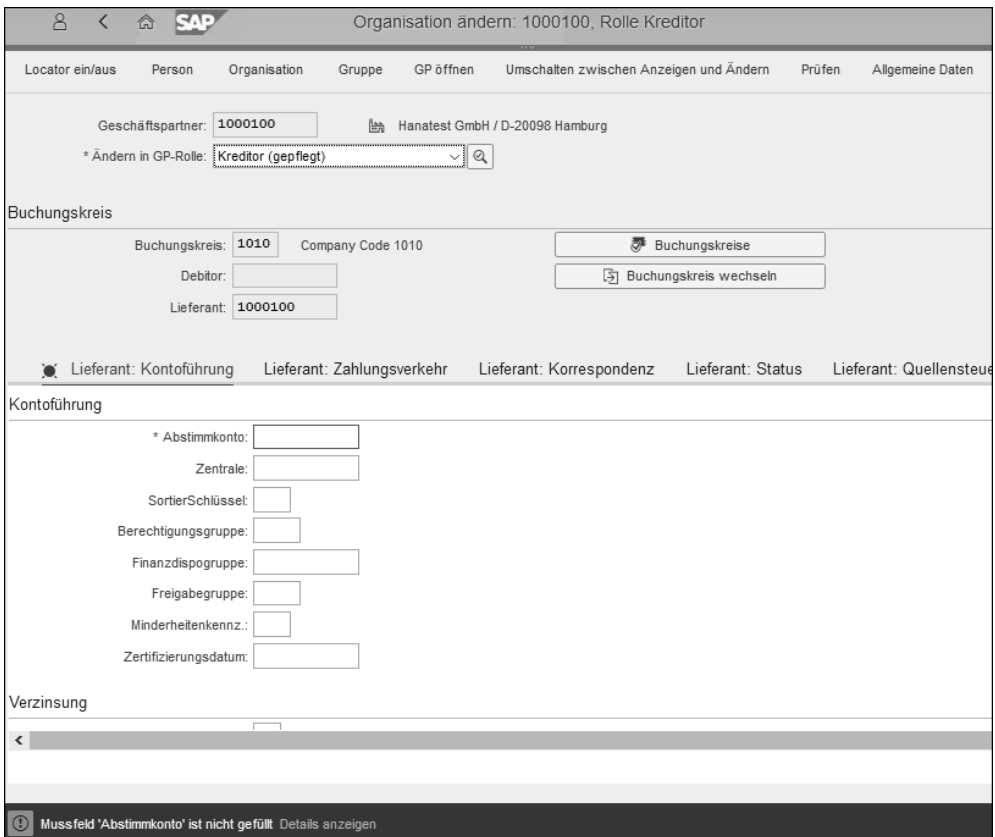 SAP Organisation ändern: 1000100, Rolle Kreditor
Locator ein/aus Person Organisation Gruppe GP öffnen Umschalten zwischen Anzeigen und Ändern Prüfen Allgemeine Daten
Geschäftspartner: 1000100 Hanatest GmbH / D-20098 Hamburg
* Ändern in GP-Rolle: Kreditor (gepflegt)
Buchungskreis
Buchungskreis: 1010 Company Code 1010 Buchungskreise
Debitor: Buchungskreis wechseln
Lieferant: 1000100
Lieferant: Kontoführung Lieferant: Zahlungsverkehr Lieferant: Korrespondenz Lieferant: Status Lieferant: Quellensteue
Kontoführung
* Abstimmkonto:
Zentrale:
SortierSchlüssel:
Berechtigungsgruppe:
Finanzdispogruppe:
Freigabegruppe:
Minderheitenkennz.:
Zertifizierungsdatum:
Verzinsung
Mussfeld 'Abstimmkonto' ist nicht gefüllt Details anzeigen